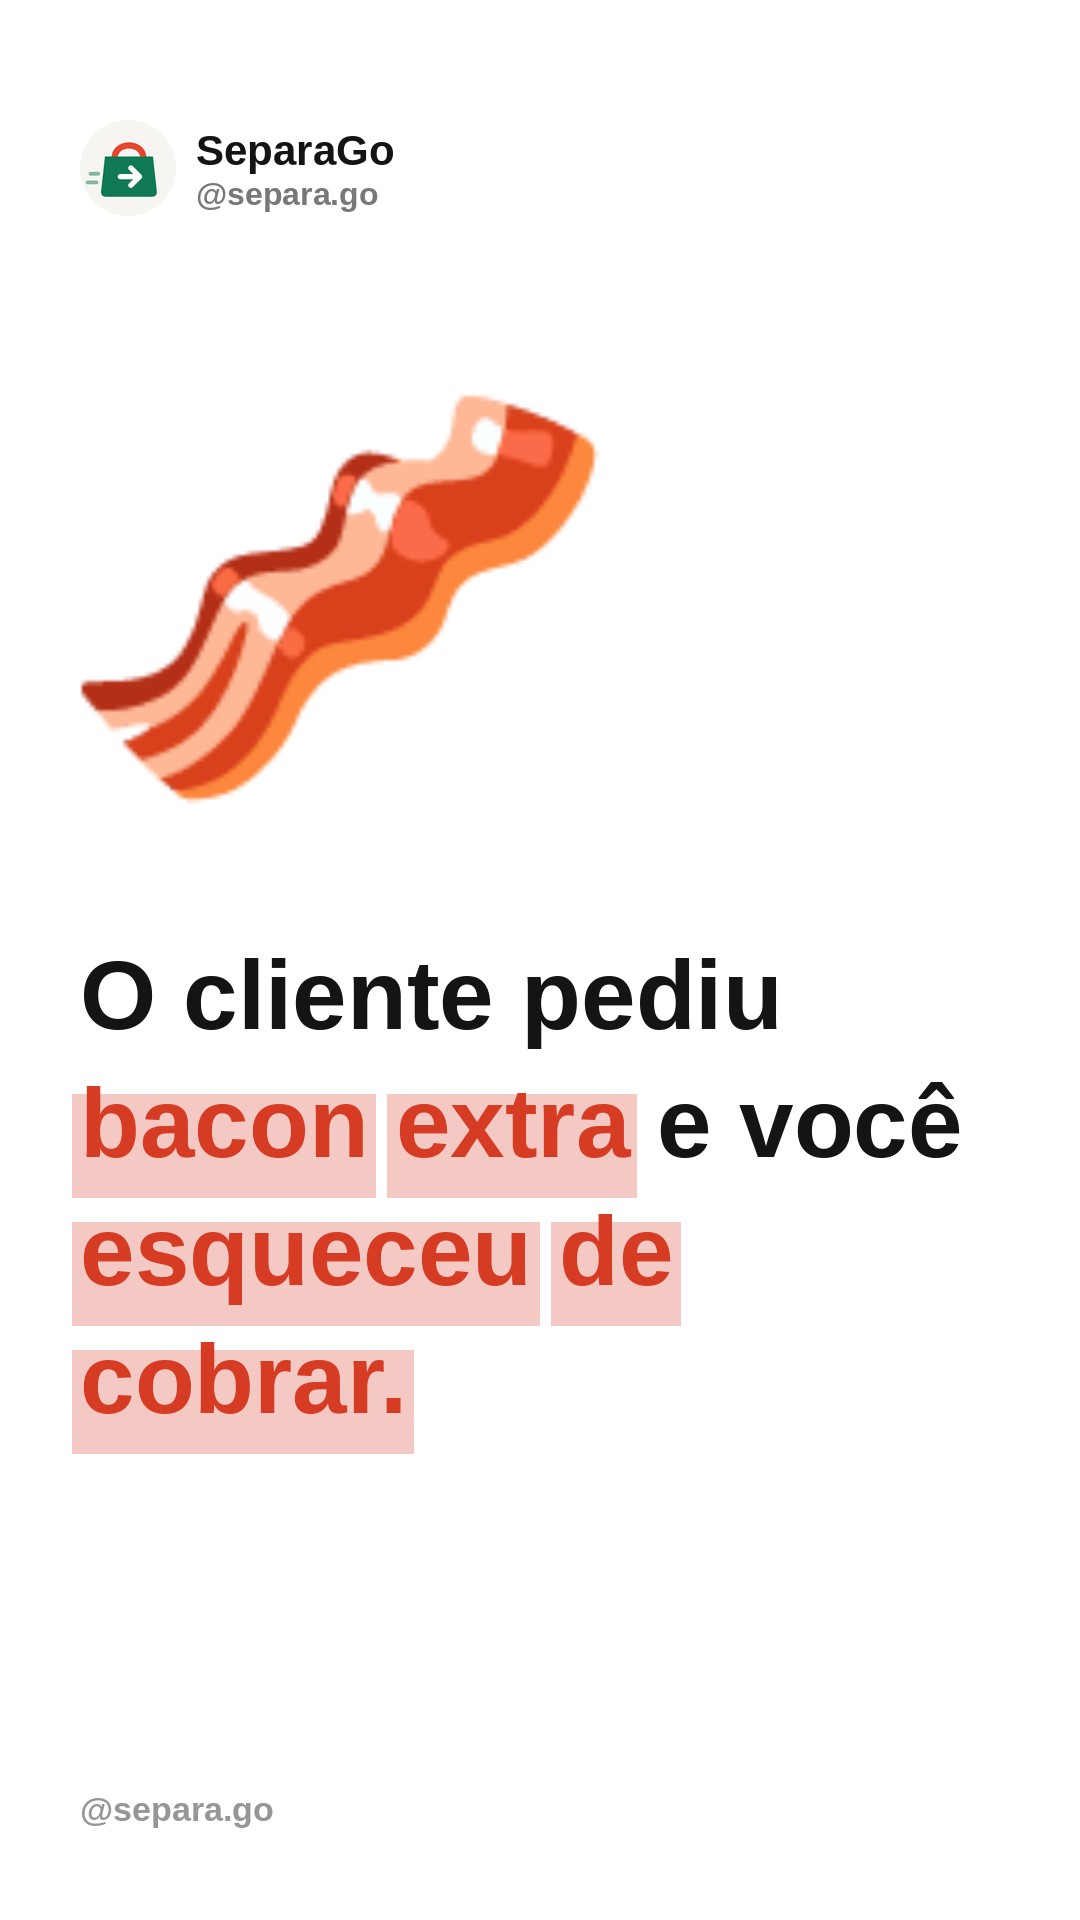 SeparaGo
@separa.go
O cliente pediu
bacon extra e você
esqueceu de
cobrar.
@separa.go